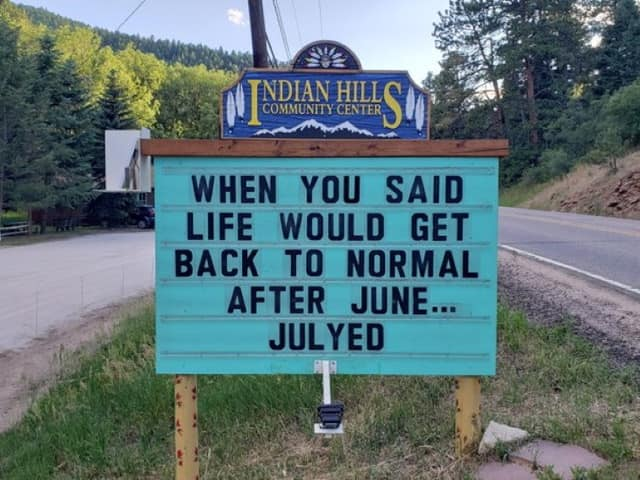 INDIAN HILLS
COMMUNITY CENTER
WHEN YOU SAID
LIFE WOULD GET
BACK TO NORMAL
AFTER JUNE...
JULYED